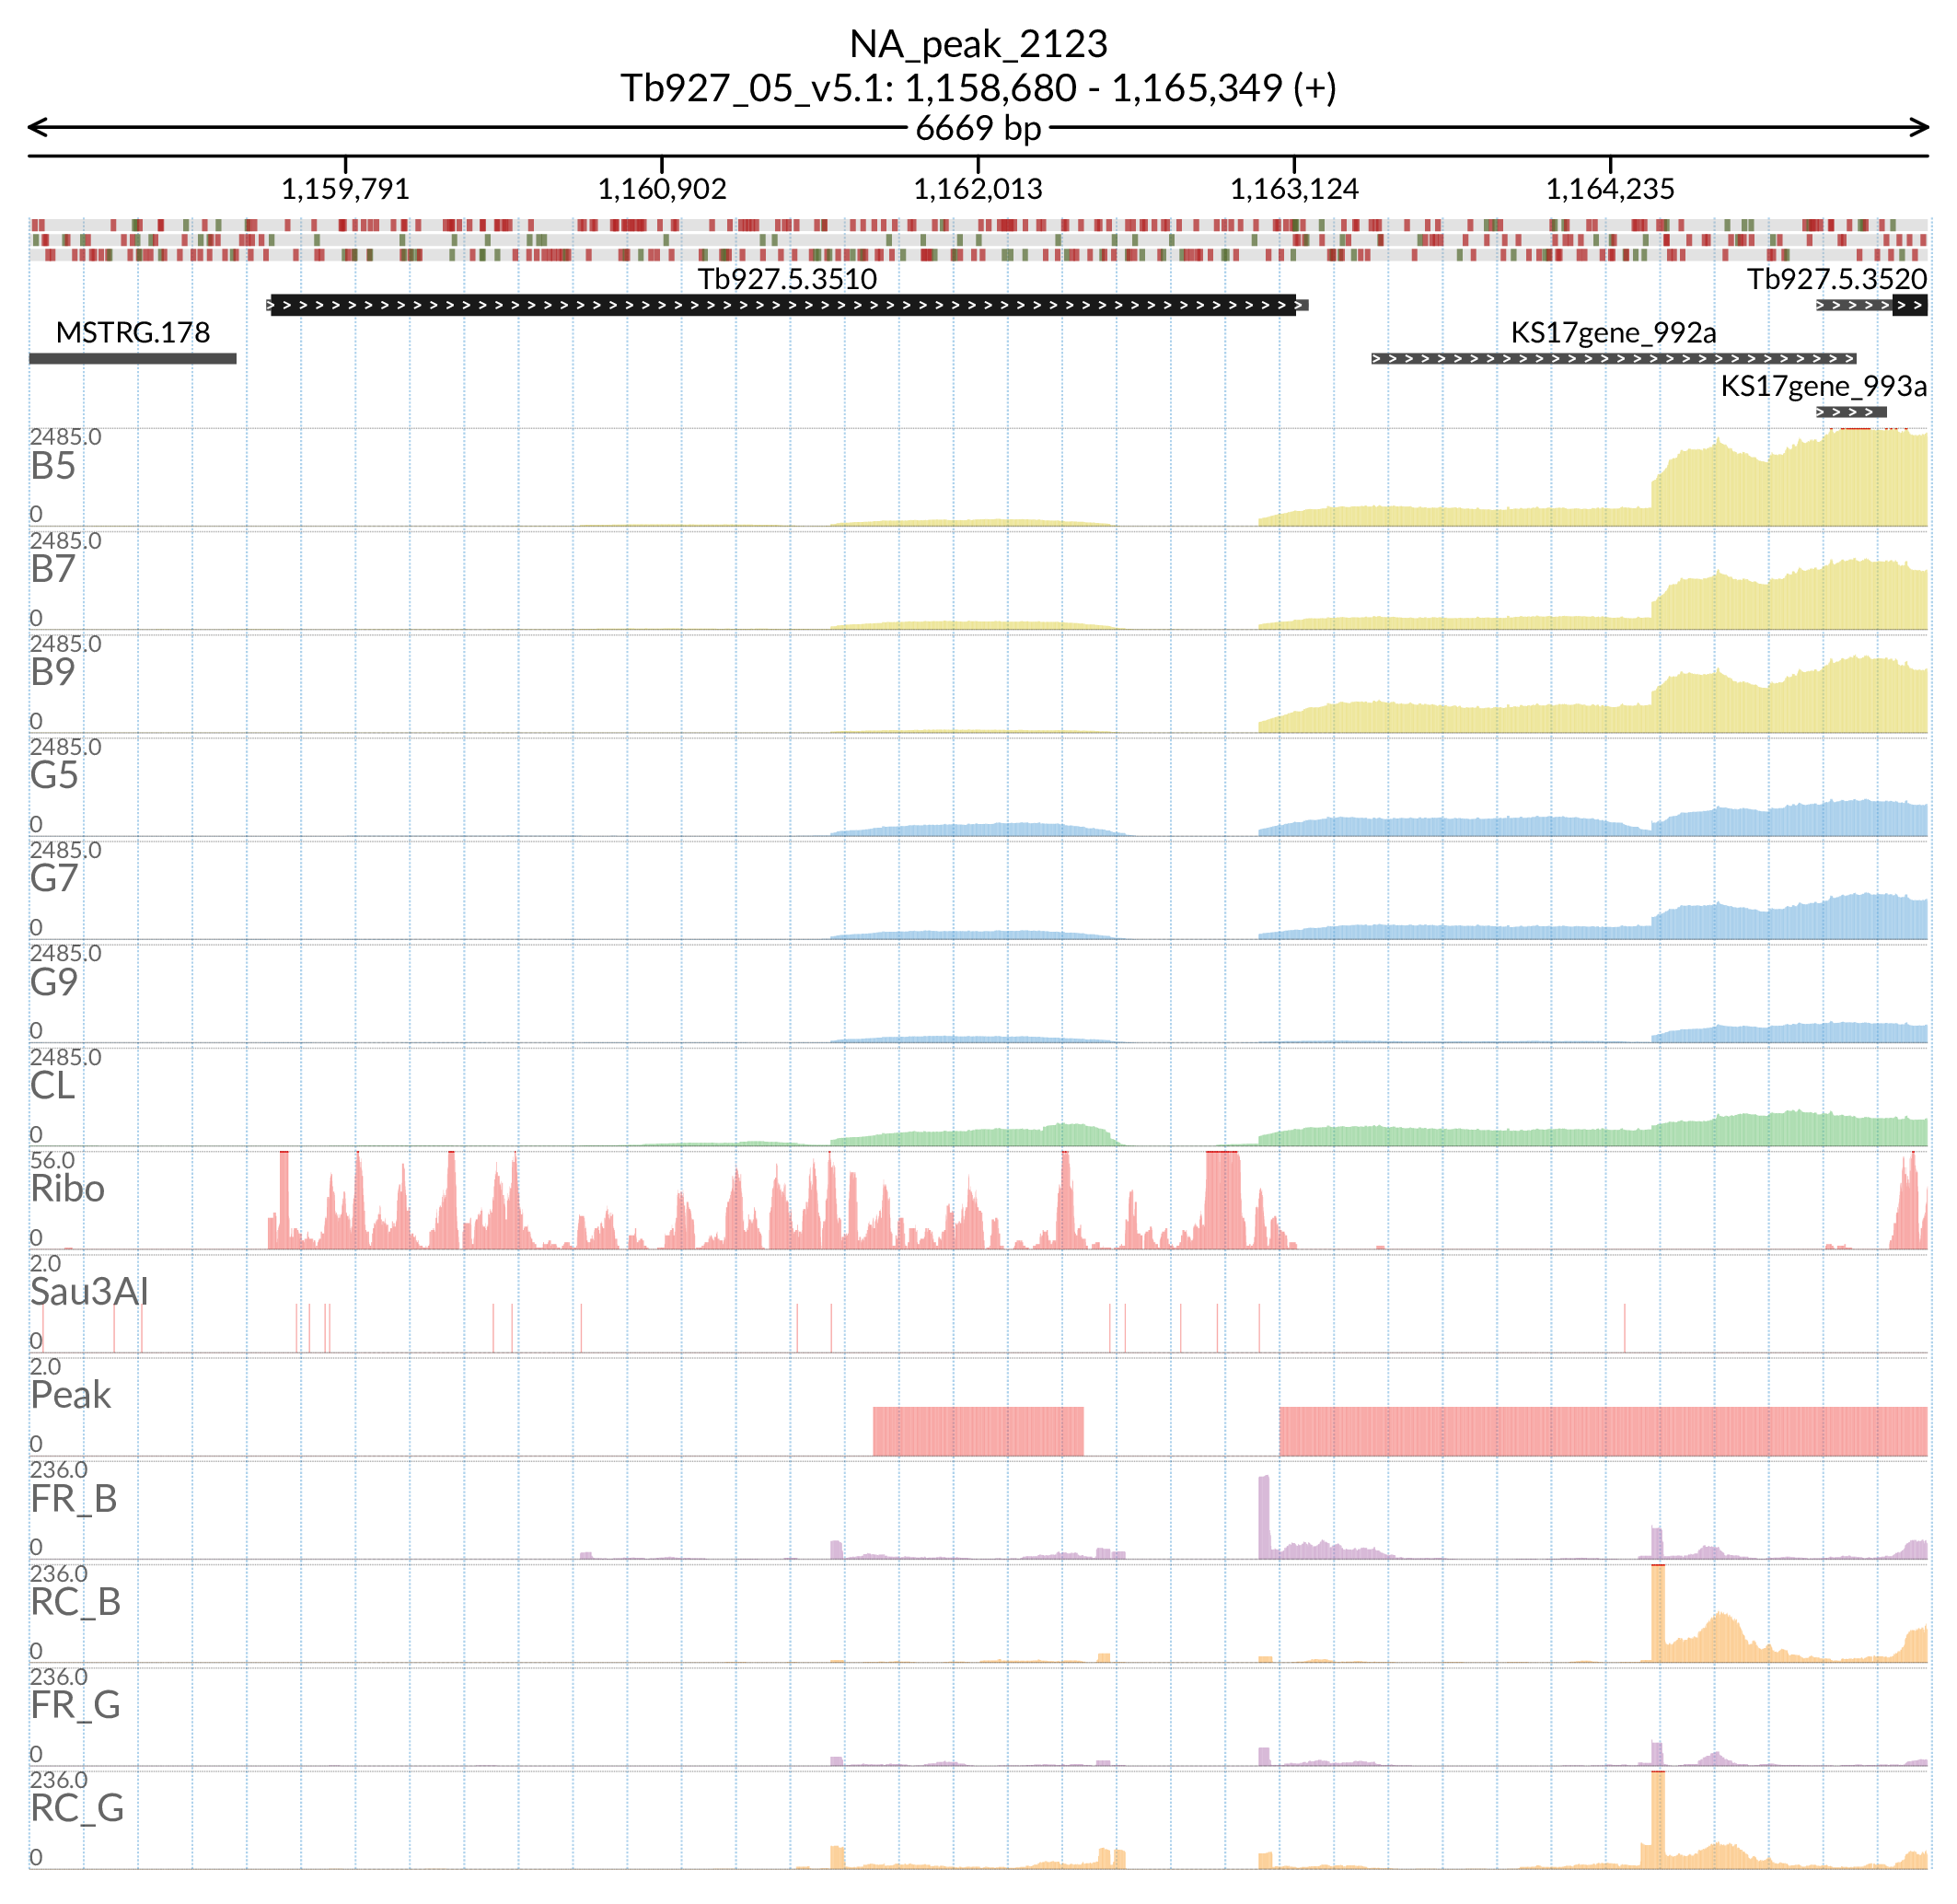 NA_peak_2123
Tb927_05_v5.1: 1,158,680 - 1,165,349 (+)
6669 bp
1,159,791 1,160,902 1,162,013 1,163,124 1,164,235
Tb927.5.3510 Tb927.5.3520
MSTRG.178 KS17gene_992a
KS17gene_993a
2485.0
B5
0
2485.0
B7
0
2485.0
B9
0
2485.0
G5
0
2485.0
G7
0
2485.0
G9
0
2485.0
CL
0
56.0
Ribo
0
2.0
Sau3AI
0
2.0
Peak
0
236.0
FR_B
0
236.0
RC_B
0
236.0
FR_G
0
236.0
RC_G
0